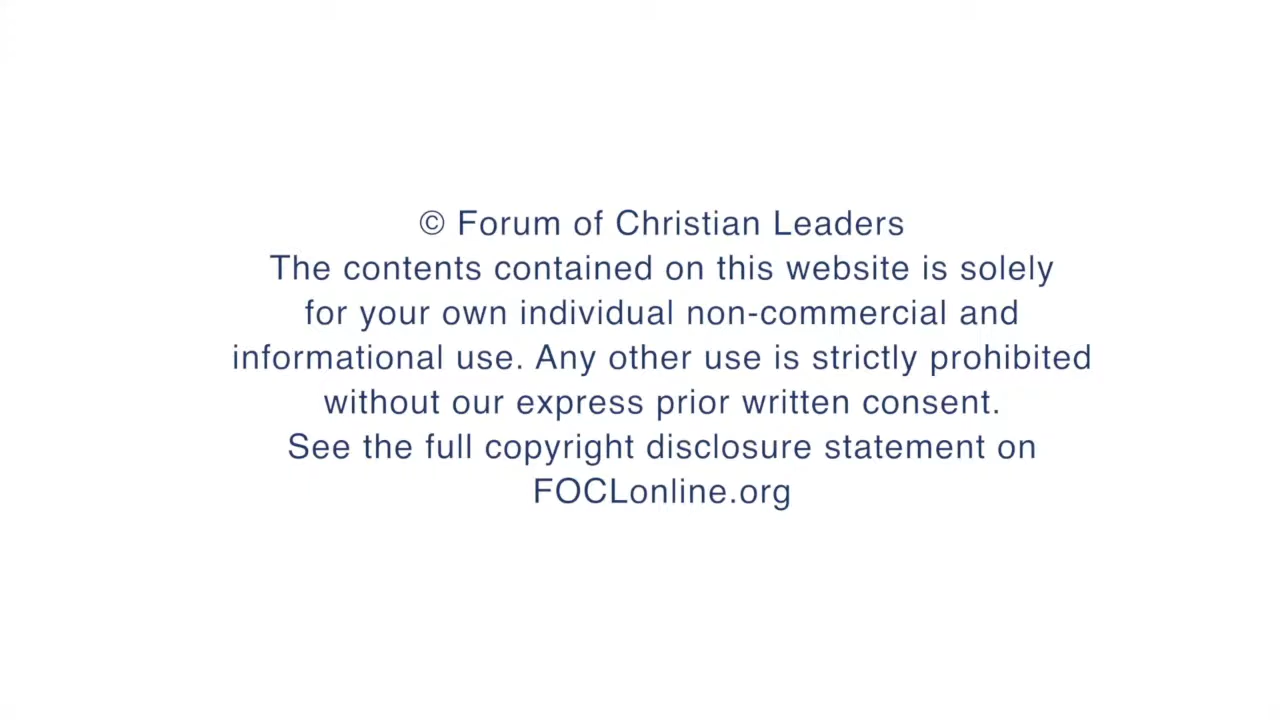 © Forum of Christian Leaders
The contents contained on this website is solely
for your own individual non-commercial and
informational use. Any other use is strictly prohibited
without our express prior written consent.
See the full copyright disclosure statement on
FOCLonline.org